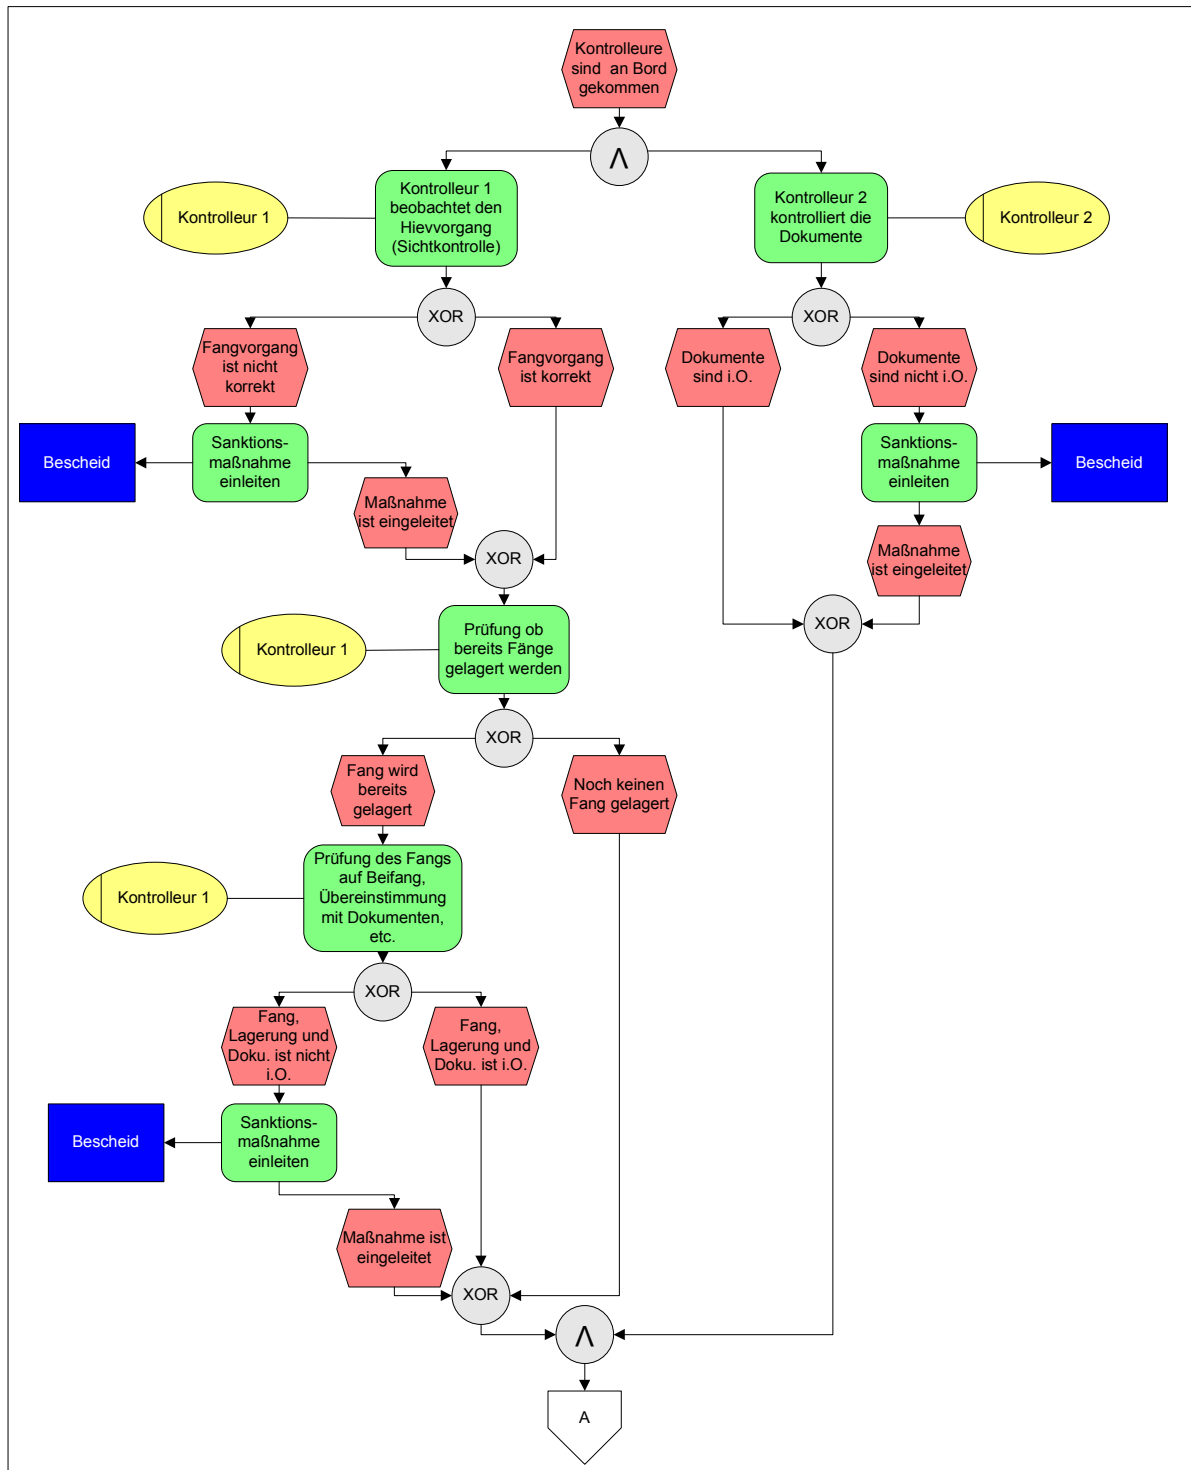 Kontrolleure
sind an Bord
gekommen
Λ
Kontrolleur 1
Kontrolleur 1
beobachtet den
Hievvorgang
(Sichtkontrolle)
Kontrolleur 2
kontrolliert die
Dokumente
Kontrolleur 2
XOR
XOR
Fangvorgang
ist nicht
korrekt
Fangvorgang
ist korrekt
Dokumente
sind i.O.
Dokumente
sind nicht i.O.
Bescheid
Sanktions-
maßnahme
einleiten
Sanktions-
maßnahme
einleiten
Bescheid
Maßnahme
ist eingeleitet
Maßnahme
ist eingeleitet
XOR
XOR
Kontrolleur 1
Prüfung ob
bereits Fänge
gelagert werden
XOR
Fang wird
bereits
gelagert
Noch keinen
Fang gelagert
Kontrolleur 1
Prüfung des Fangs
auf Beifang,
Übereinstimmung
mit Dokumenten,
etc.
XOR
Fang,
Lagerung und
Doku. ist nicht
i.O.
Fang,
Lagerung und
Doku. ist i.O.
Bescheid
Sanktions-
maßnahme
einleiten
Maßnahme ist
eingeleitet
XOR
Λ
A